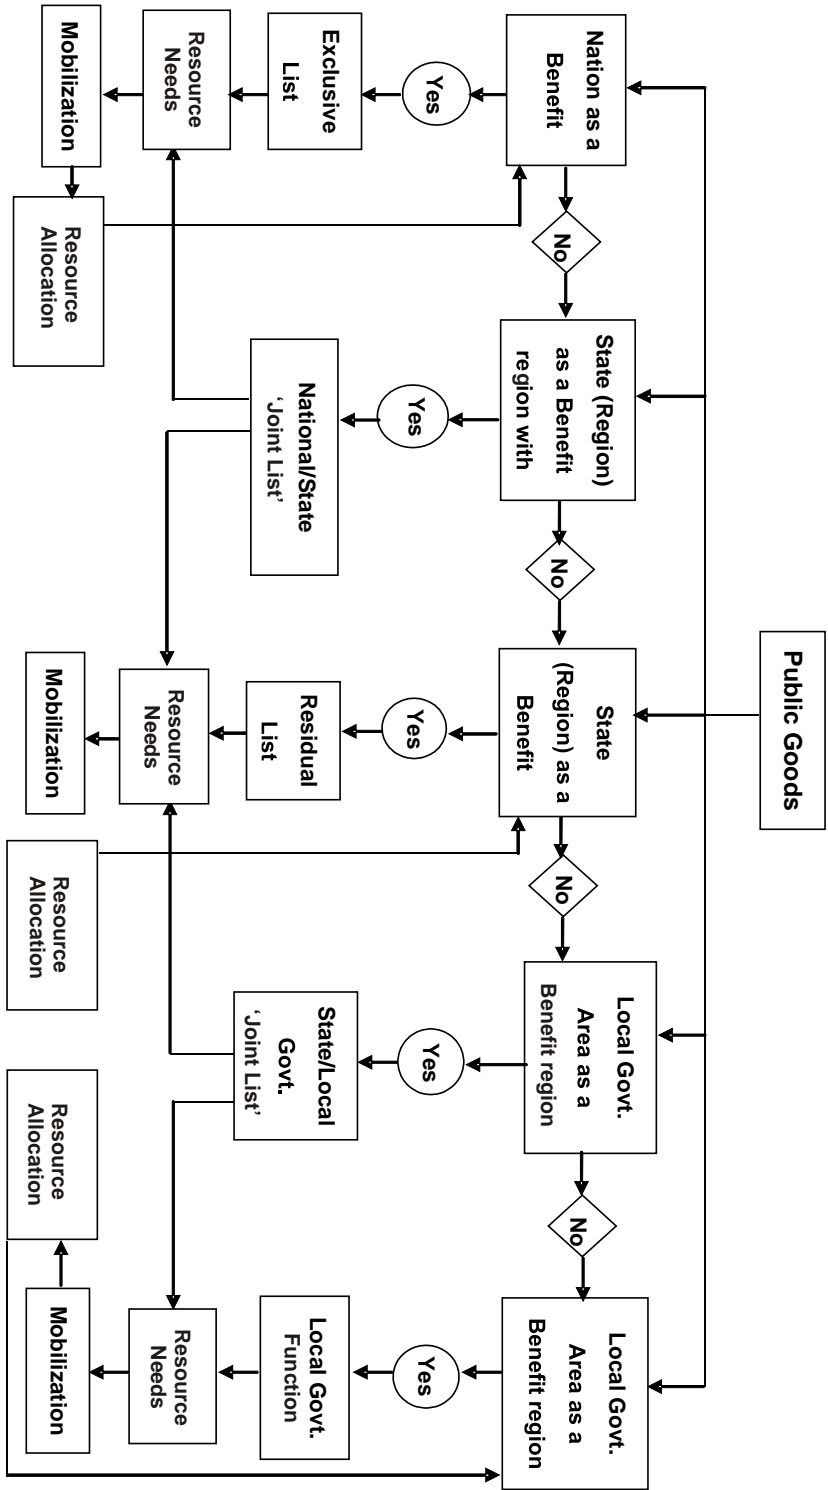 Public Goods
Nation as a
Benefit
No
State (Region)
as a Benefit
region with
No
State
(Region) as a
Benefit
No
Local Govt.
Area as a
Benefit region
No
Local Govt.
Area as a
Benefit region
Yes
Yes
Yes
Yes
Yes
Exclusive
List
National/State
‘Joint List’
Residual
List
State/Local
Govt.
‘Joint List’
Local Govt.
Function
Resource
Needs
Resource
Needs
Resource
Needs
Mobilization
Mobilization
Mobilization
Resource
Allocation
Resource
Allocation
Resource
Allocation